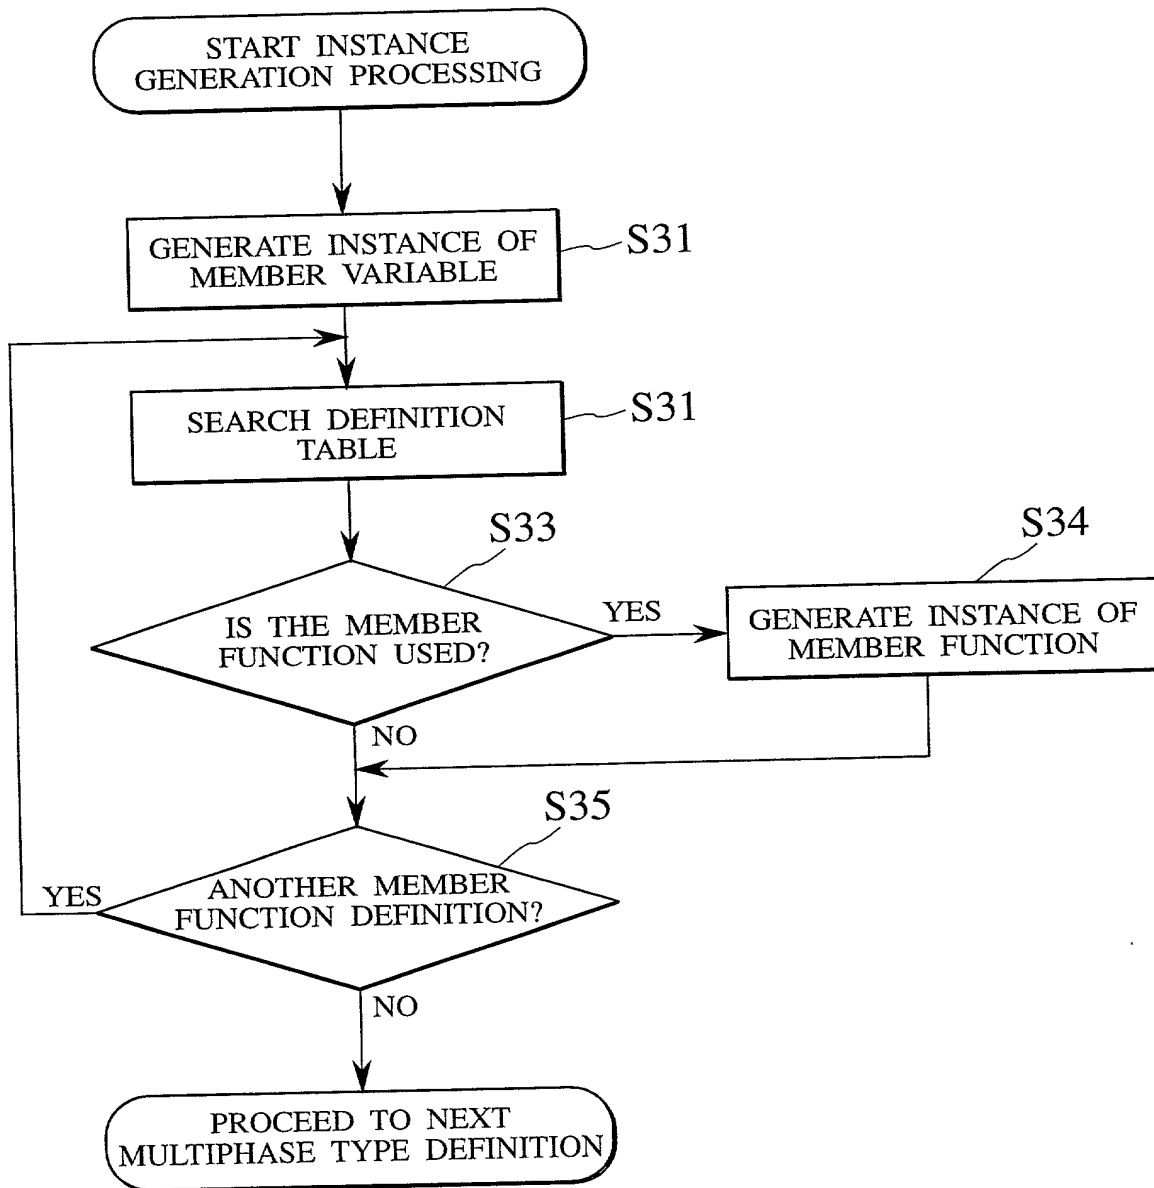 START INSTANCE
GENERATION PROCESSING
GENERATE INSTANCE OF
MEMBER VARIABLE
S31
SEARCH DEFINITION
TABLE
S31
S33
IS THE MEMBER
FUNCTION USED?
YES
S34
GENERATE INSTANCE OF
MEMBER FUNCTION
NO
S35
ANOTHER MEMBER
FUNCTION DEFINITION?
YES
NO
PROCEED TO NEXT
MULTIPHASE TYPE DEFINITION